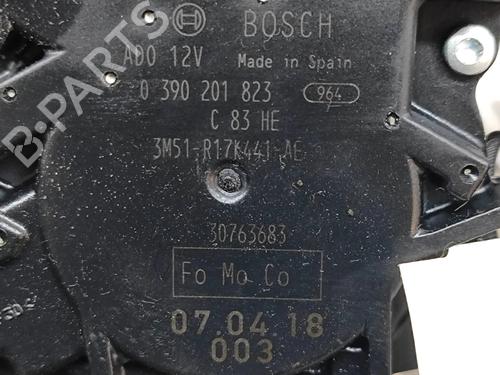 BOSCH
ADO 12V Made in Spain
0 390 201 823 964
C 83 HE
3M51-R17K441-AE
30763683
Fo Mo Co
07.04 18
003
B-PARTS